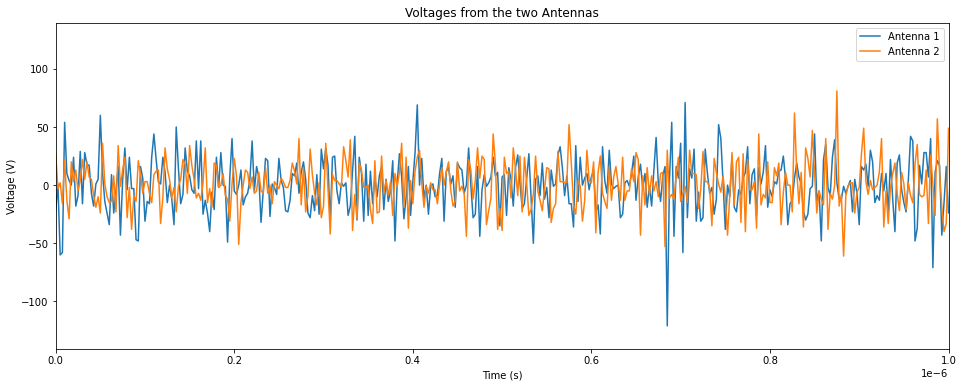 Voltages from the two Antennas
Antenna 1
Antenna 2
Voltage (V)
100
50
0
−50
−100
0.0
0.2
0.4
0.6
0.8
1.0
1e−6
Time (s)